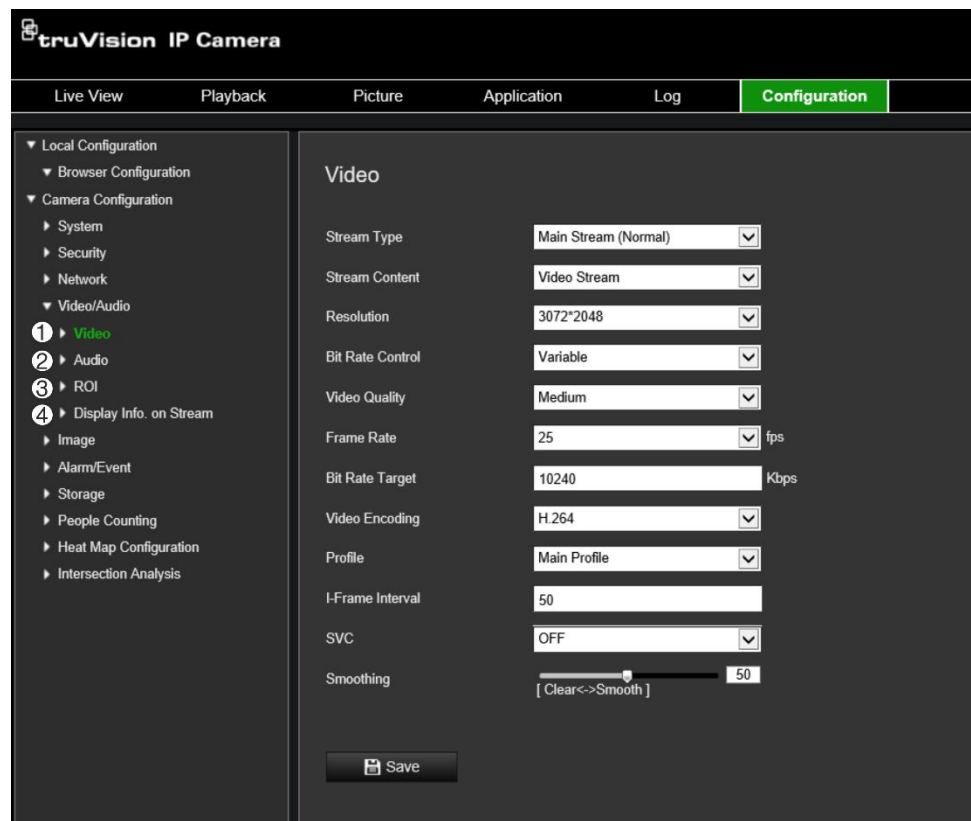 truVision IP Camera
Live View Playback Picture Application Log Configuration
Local Configuration
Browser Configuration
Camera Configuration
System
Security
Network
Video/Audio
1 Video
2 Audio
3 ROI
4 Display Info. on Stream
Image
Alarm/Event
Storage
People Counting
Heat Map Configuration
Intersection Analysis
Video
Stream Type Main Stream (Normal)
Stream Content Video Stream
Resolution 3072*2048
Bit Rate Control Variable
Video Quality Medium
Frame Rate 25 fps
Bit Rate Target 10240 Kbps
Video Encoding H.264
Profile Main Profile
I-Frame Interval 50
SVC OFF
Smoothing 50
[ Clear<->Smooth ]
Save